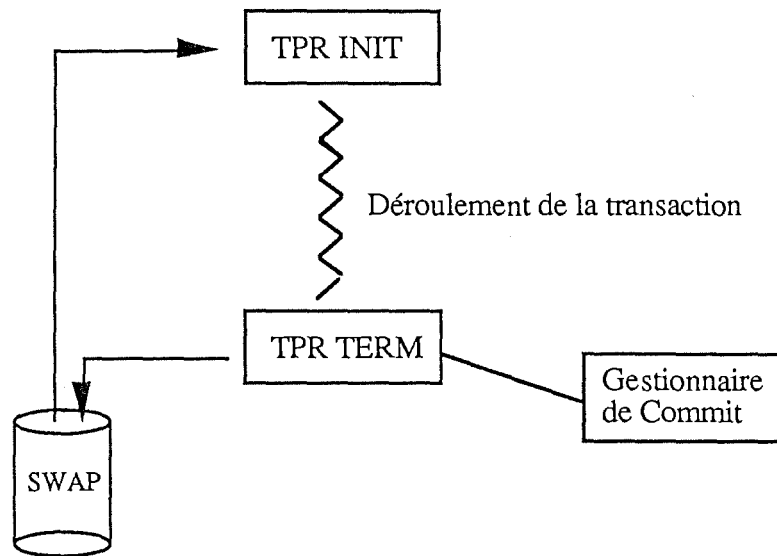 TPR INIT
Déroulement de la transaction
TPR TERM
Gestionnaire
de Commit
SWAP